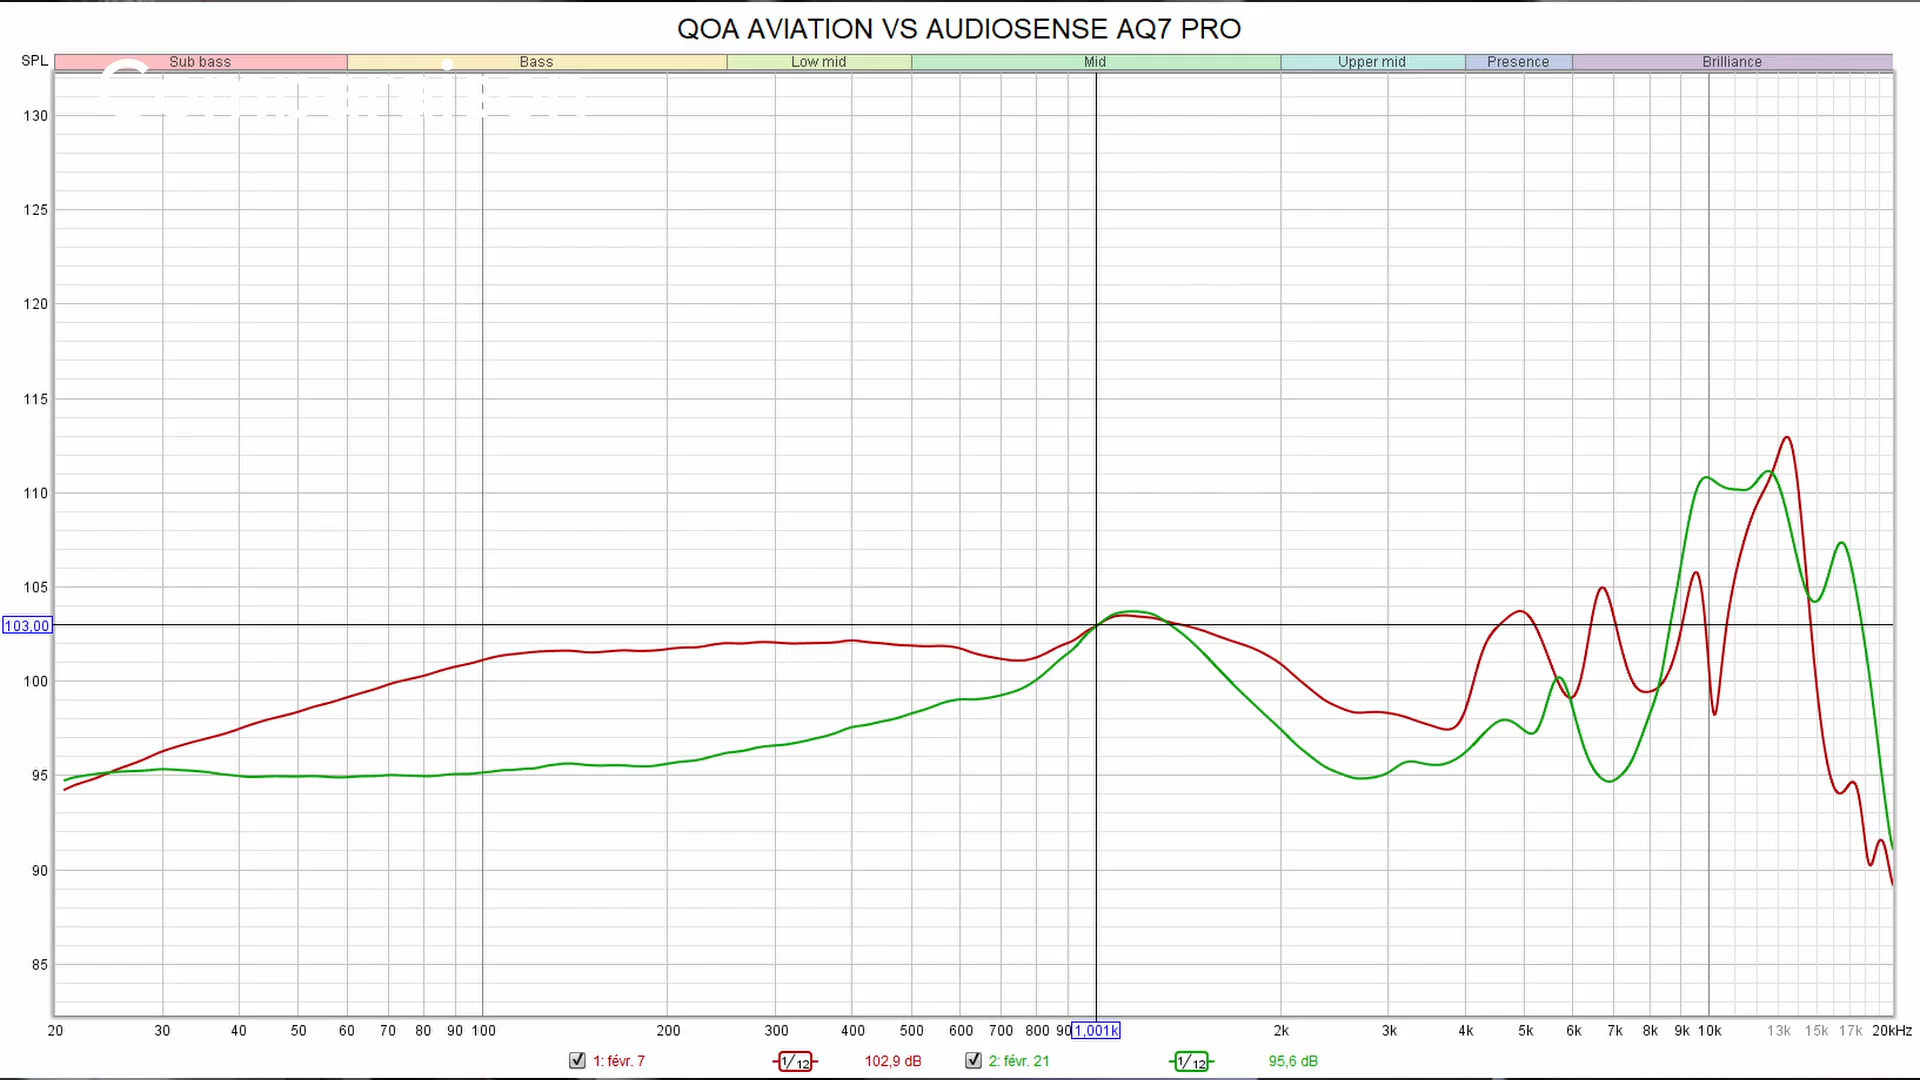 QOA AVIATION VS AUDIOSENSE AQ7 PRO
SPL Sub bass Bass Low mid Mid Upper mid Presence Brilliance
Comparaison
130
125
120
115
110
105
103,00
100
95
90
85
20 30 40 50 60 70 80 90 100 200 300 400 500 600 700 800 90 1,001k 2k 3k 4k 5k 6k 7k 8k 9k 10k 13k 15k 17k 20kHz
1: févr. 7 1/12 102,9 dB 2: févr. 21 1/12 95,6 dB